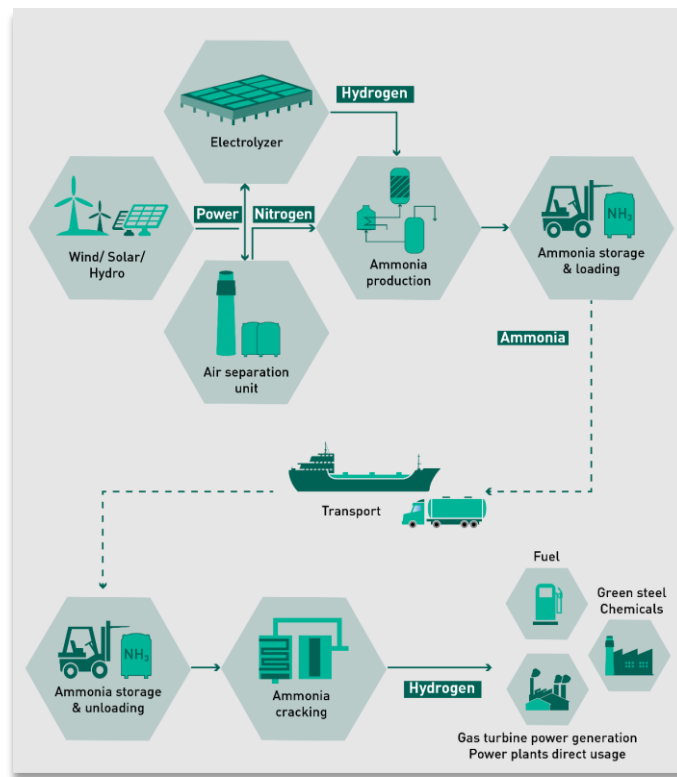 Hydrogen
Electrolyzer
Power
Nitrogen
Wind/ Solar/
Hydro
Ammonia
production
NH₃
Ammonia storage
& loading
Air separation
unit
Ammonia
Transport
Fuel
Green steel
Chemicals
NH₃
Ammonia storage
& unloading
Ammonia
cracking
Hydrogen
Gas turbine power generation
Power plants direct usage